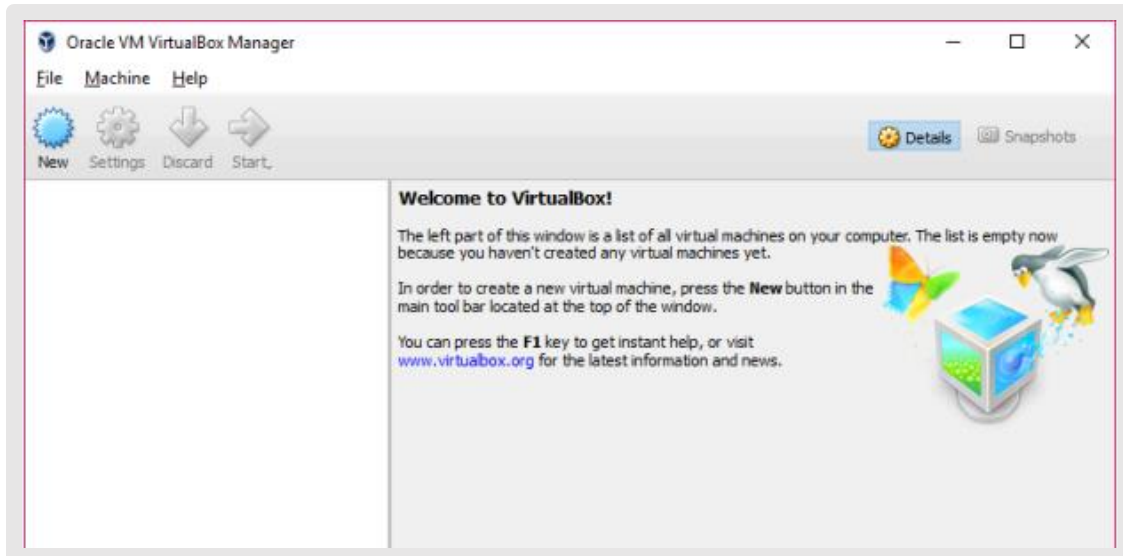 Oracle VM VirtualBox Manager
File Machine Help
New Settings Discard Start
Details Snapshots
Welcome to VirtualBox!
The left part of this window is a list of all virtual machines on your computer. The list is empty now
because you haven't created any virtual machines yet.
In order to create a new virtual machine, press the New button in the
main tool bar located at the top of the window.
You can press the F1 key to get instant help, or visit
www.virtualbox.org for the latest information and news.